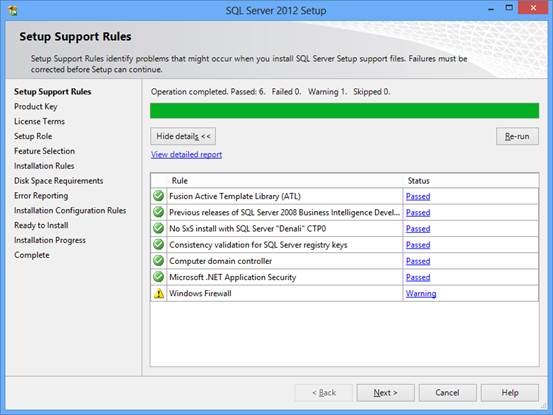 SQL Server 2012 Setup
Setup Support Rules
Setup Support Rules identify problems that might occur when you install SQL Server Setup support files. Failures must be
corrected before Setup can continue.
Setup Support Rules
Product Key
License Terms
Setup Role
Feature Selection
Installation Rules
Disk Space Requirements
Error Reporting
Installation Configuration Rules
Ready to Install
Installation Progress
Complete
Operation completed. Passed: 6. Failed 0. Warning 1. Skipped 0.
Hide details <<
Re-run
View detailed report
Rule Status
Fusion Active Template Library (ATL) Passed
Previous releases of SQL Server 2008 Business Intelligence Devel... Passed
No SxS install with SQL Server "Denali" CTP0 Passed
Consistency validation for SQL Server registry keys Passed
Computer domain controller Passed
Microsoft .NET Application Security Passed
Windows Firewall Warning
< Back
Next >
Cancel
Help